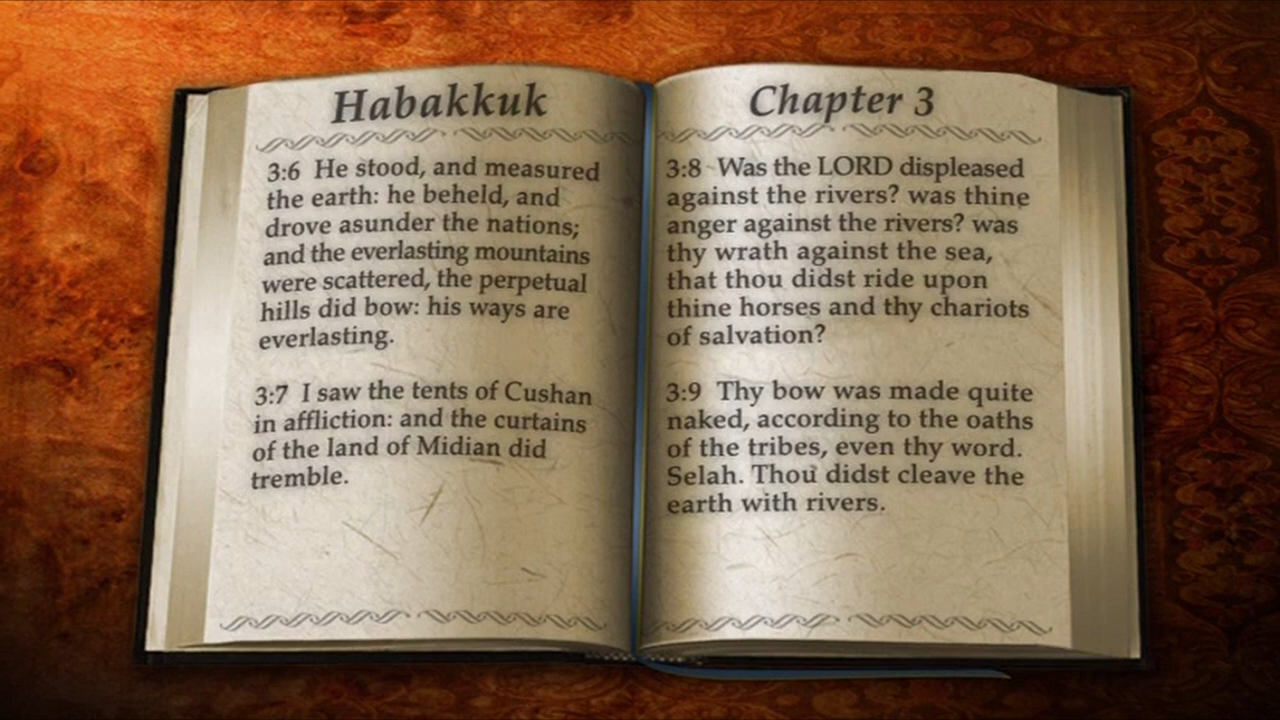 Habakkuk
3:6 He stood, and measured
the earth: he beheld, and
drove asunder the nations;
and the everlasting mountains
were scattered, the perpetual
hills did bow: his ways are
everlasting.
3:7 I saw the tents of Cushan
in affliction: and the curtains
of the land of Midian did
tremble.
Chapter 3
3:8 Was the LORD displeased
against the rivers? was thine
anger against the rivers? was
thy wrath against the sea,
that thou didst ride upon
thine horses and thy chariots
of salvation?
3:9 Thy bow was made quite
naked, according to the oaths
of the tribes, even thy word.
Selah. Thou didst cleave the
earth with rivers.